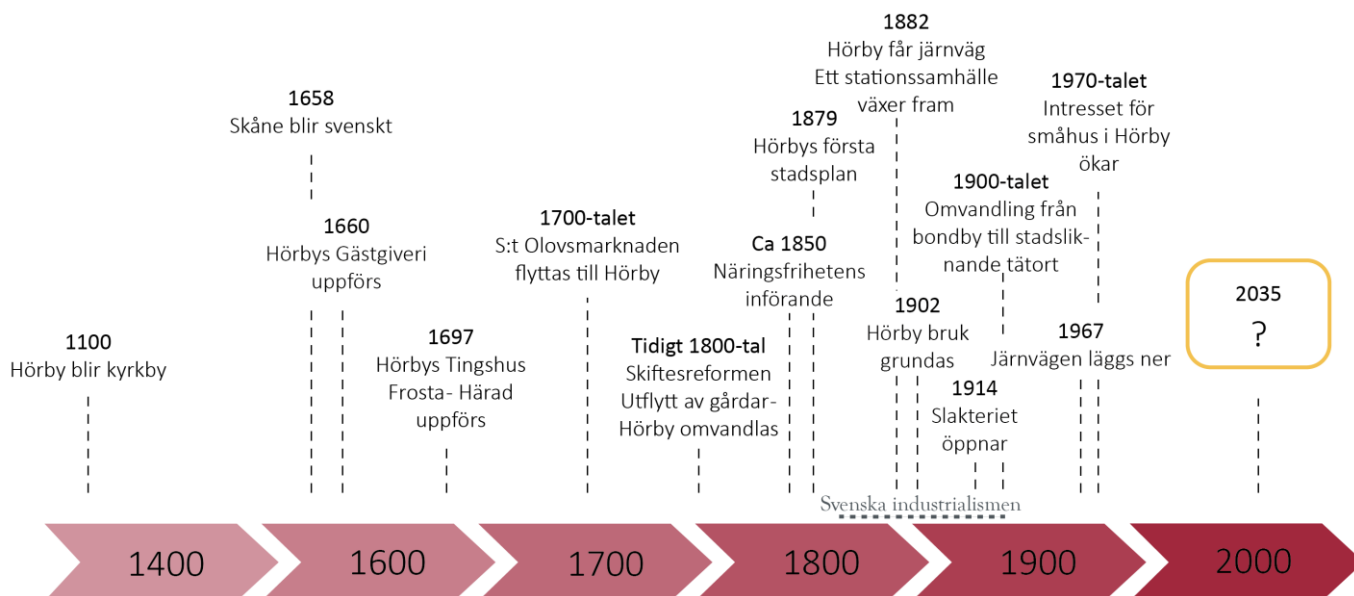 1100
Hörby blir kyrkby
1658
Skåne blir svenskt
1660
Hörbys Gästgiveri
uppförs
1697
Hörbys Tingshus
Frosta- Härad
uppförs
1700-talet
S:t Olovsmarknaden
flyttas till Hörby
Tidigt 1800-tal
Skiftesreformen
Utflytt av gårdar-
Hörby omvandlas
Ca 1850
Näringsfrihetens
införande
1879
Hörbys första
stadsplan
1882
Hörby får järnväg
Ett stationssamhälle
växer fram
1902
Hörby bruk
grundas
1914
Slakteriet
öppnar
1900-talet
Omvandling från
bondby till stadslik-
nande tätort
1967
Järnvägen läggs ner
1970-talet
Intresset för
småhus i Hörby
ökar
2035
?
Svenska industrialismen
1400
1600
1700
1800
1900
2000